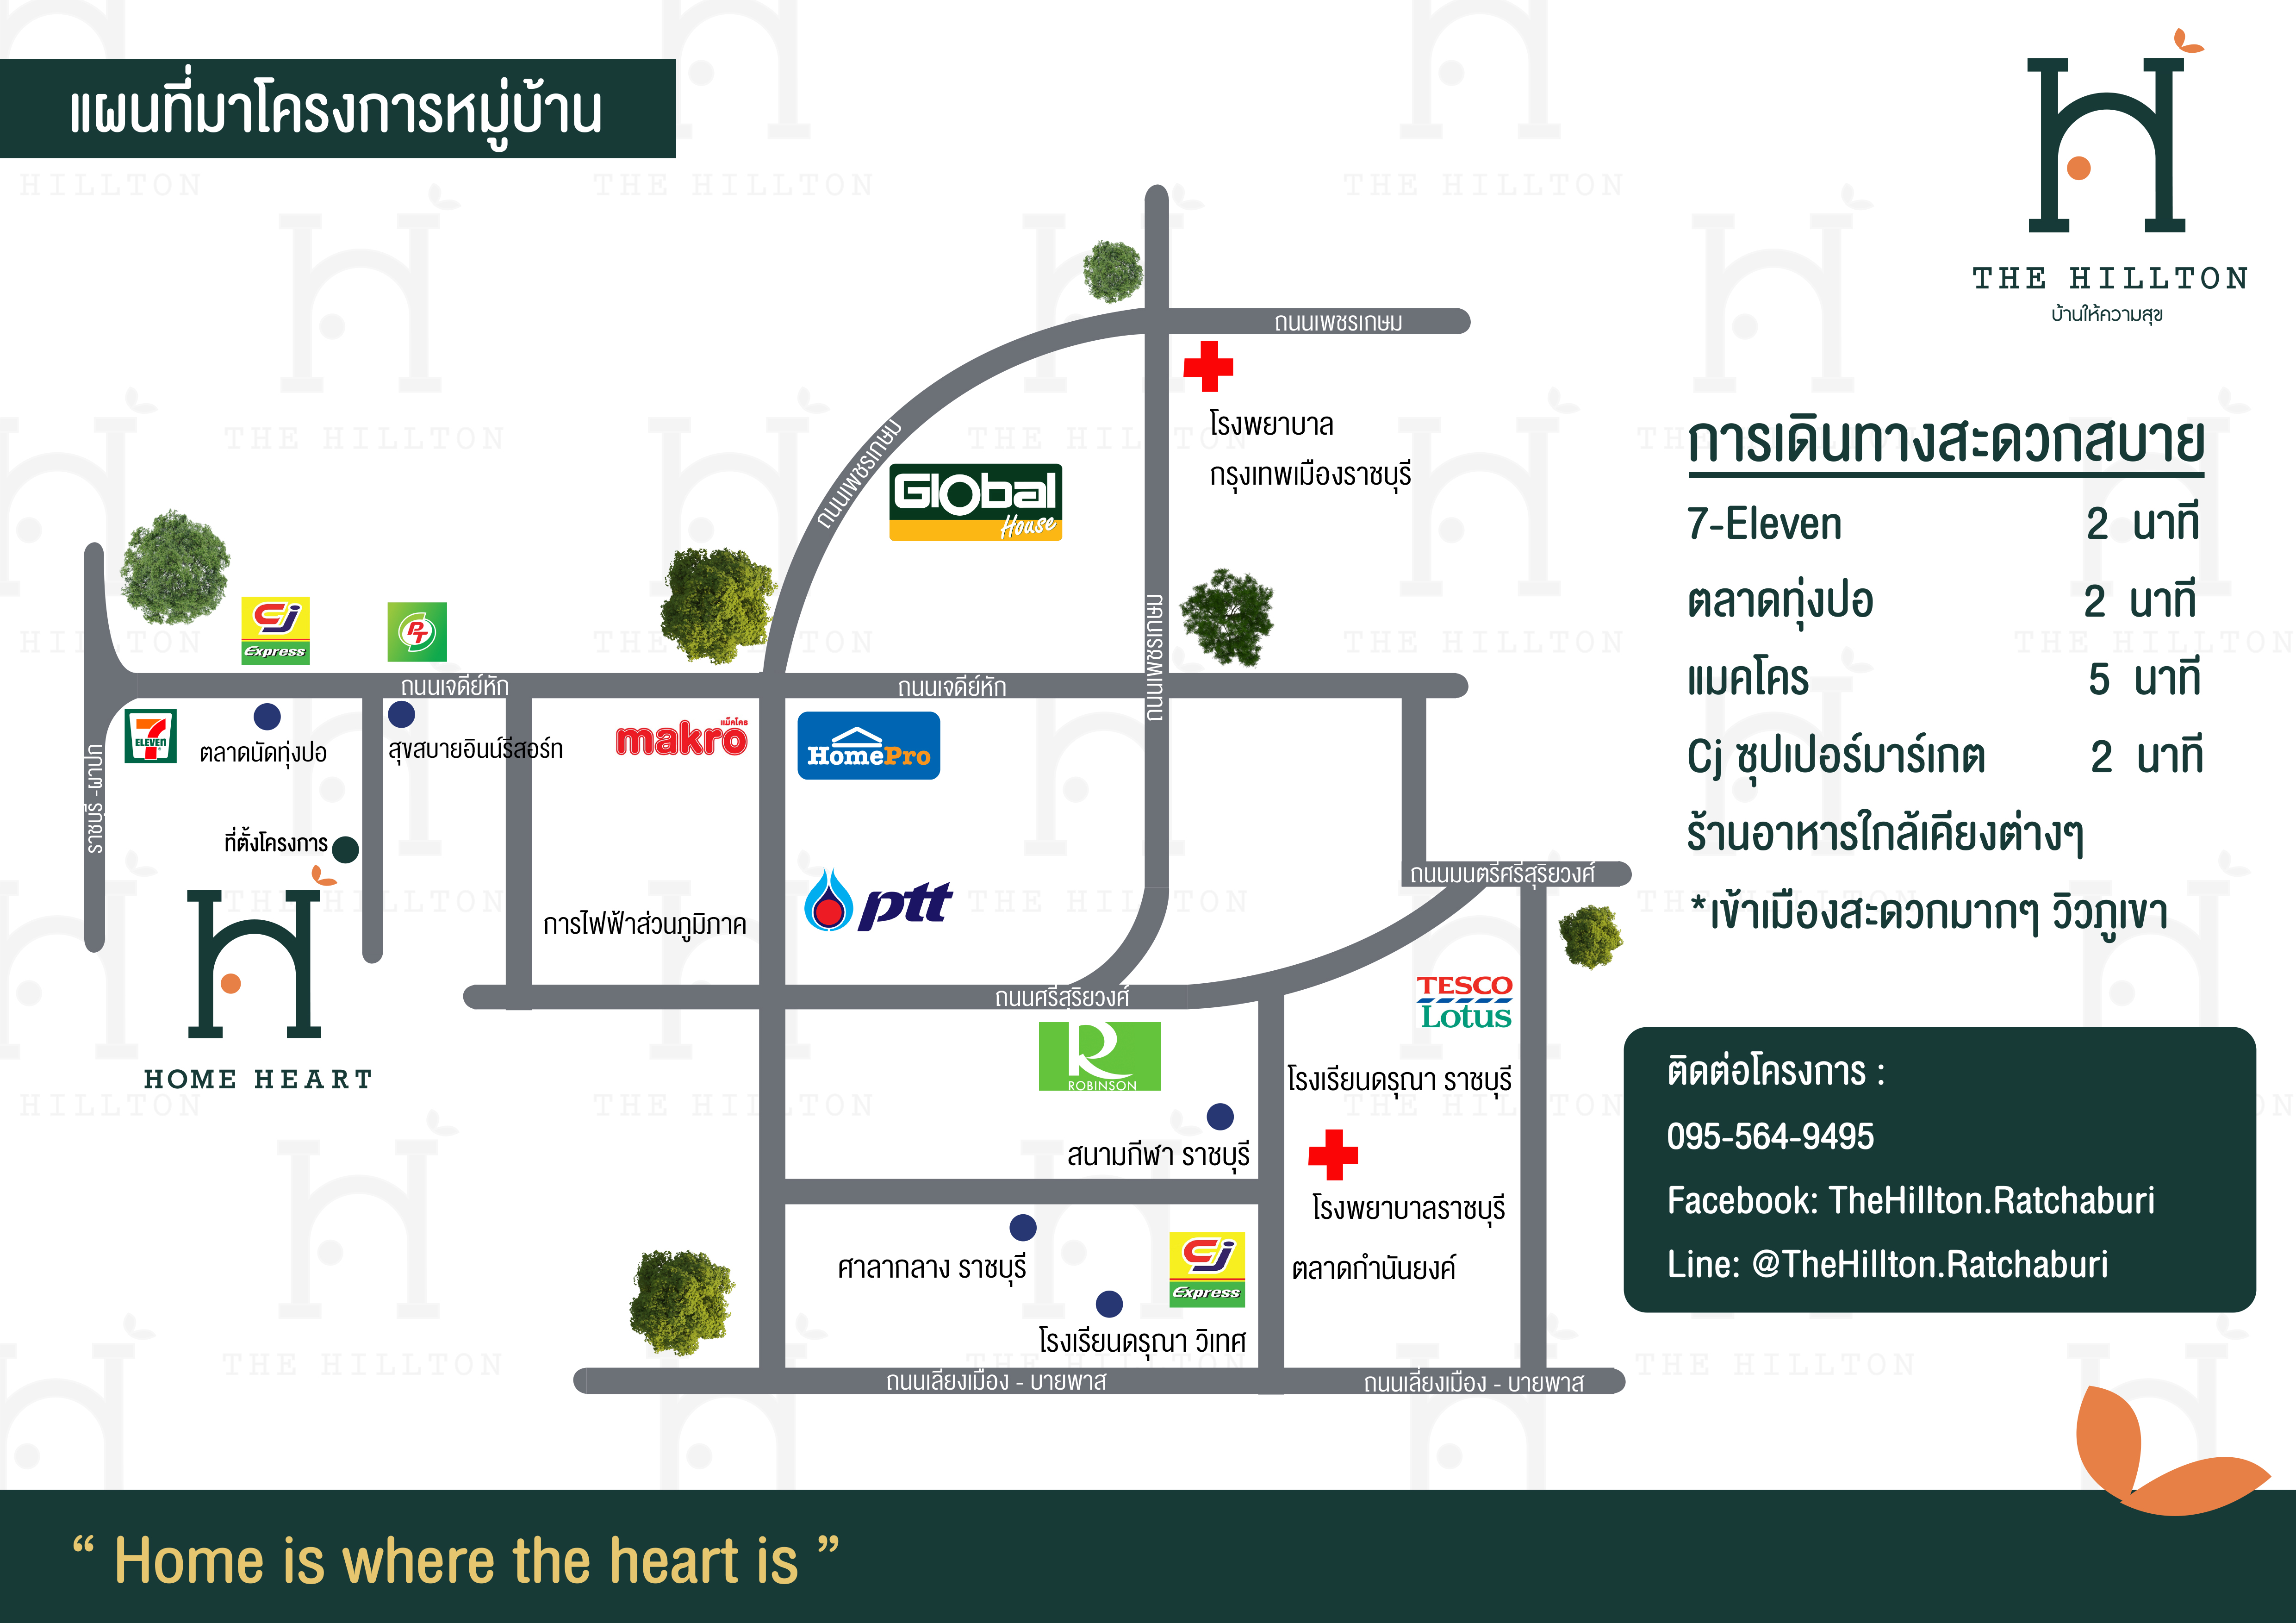 แผนที่มาโครงการหมู่บ้าน
THE HILLTON
บ้านให้ความสุข
ถนนเพชรเกษม
โรงพยาบาล
กรุงเทพเมืองราชบุรี
ถนนเพชรเกษม
Global
House
การเดินทางสะดวกสบาย
7-Eleven 2 นาที
ตลาดทุ่งปอ 2 นาที
แมคโคร 5 นาที
Cj ซุปเปอร์มาร์เกต 2 นาที
ร้านอาหารใกล้เคียงต่างๆ
*เข้าเมืองสะดวกมากๆ วิวภูเขา
CJ
Express
PT
ถนนเพชรเกษม
ถนนเจดีย์หัก
ถนนเจดีย์หัก
7
ELEVEN
ตลาดนัดทุ่งปอ
สุขสบายอินน์รีสอร์ท
แม็คโคร
makro
HomePro
ราชบุรี -ผาปก
ที่ตั้งโครงการ
HOME HEART
การไฟฟ้าส่วนภูมิภาค
ptt
ถนนมนตรีศรีสุริยวงศ์
ถนนศรีสุริยวงศ์
TESCO
Lotus
R
ROBINSON
โรงเรียนดรุณา ราชบุรี
สนามกีฬา ราชบุรี
โรงพยาบาลราชบุรี
ศาลากลาง ราชบุรี
CJ
Express
ตลาดกำนันยงค์
โรงเรียนดรุณา วิเทศ
ถนนเลี่ยงเมือง - บายพาส
ถนนเลี่ยงเมือง - บายพาส
ติดต่อโครงการ :
095-564-9495
Facebook: TheHillton.Ratchaburi
Line: @TheHillton.Ratchaburi
“ Home is where the heart is ”